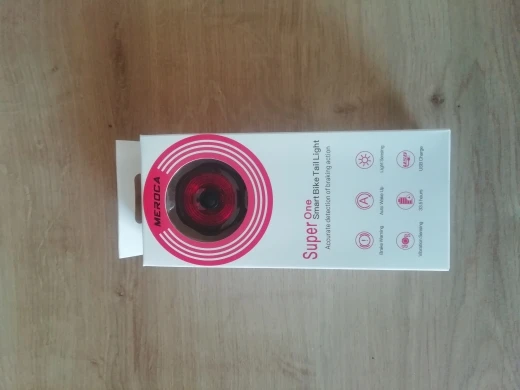 MEROCA
Super One
Smart Bike Tail Light
Accurate detection of braking action
Brake Warning
Auto Wake Up
Light Sensing
Vibration Sensing
USB Charge